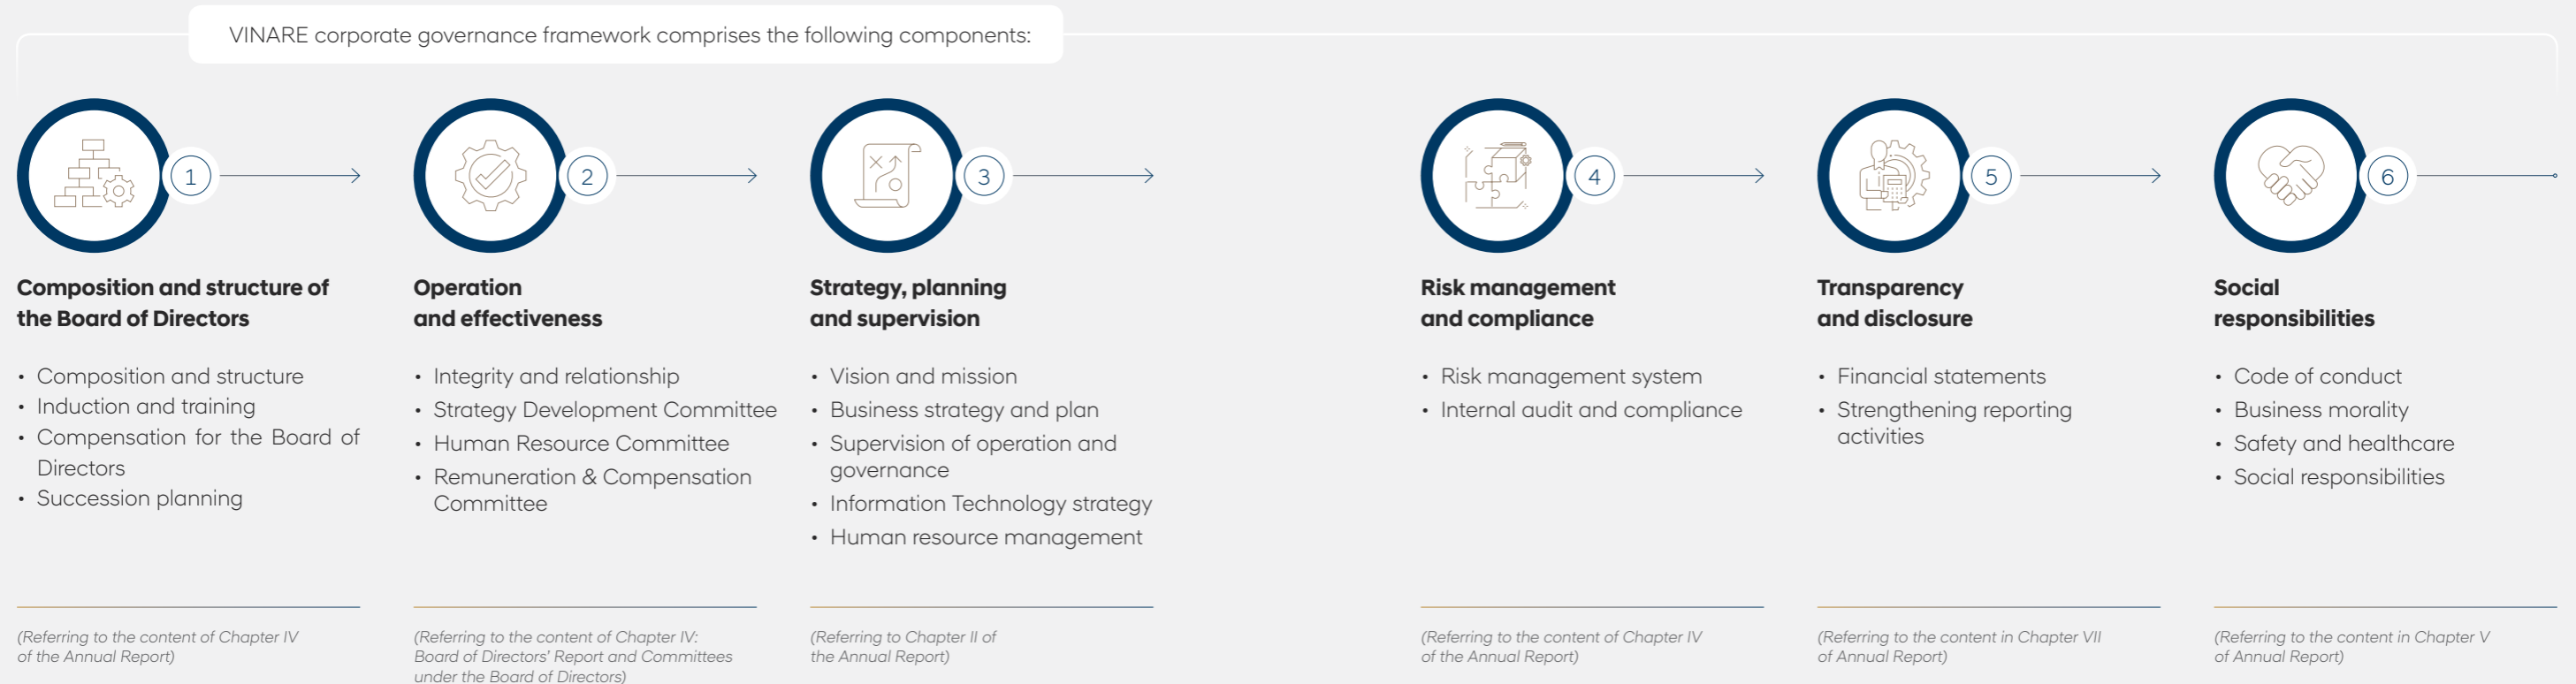 VINARE corporate governance framework comprises the following components:
1
Composition and structure of
the Board of Directors
• Composition and structure
• Induction and training
• Compensation for the Board of
Directors
• Succession planning
(Referring to the content of Chapter IV
of the Annual Report)
2
Operation
and effectiveness
• Integrity and relationship
• Strategy Development Committee
• Human Resource Committee
• Remuneration & Compensation
Committee
(Referring to the content of Chapter IV:
Board of Directors’ Report and Committees
under the Board of Directors)
3
Strategy, planning
and supervision
• Vision and mission
• Business strategy and plan
• Supervision of operation and
governance
• Information Technology strategy
• Human resource management
(Referring to Chapter II of
the Annual Report)
4
Risk management
and compliance
• Risk management system
• Internal audit and compliance
(Referring to the content of Chapter IV
of the Annual Report)
5
Transparency
and disclosure
• Financial statements
• Strengthening reporting
activities
(Referring to the content in Chapter VII
of Annual Report)
6
Social
responsibilities
• Code of conduct
• Business morality
• Safety and healthcare
• Social responsibilities
(Referring to the content in Chapter V
of Annual Report)